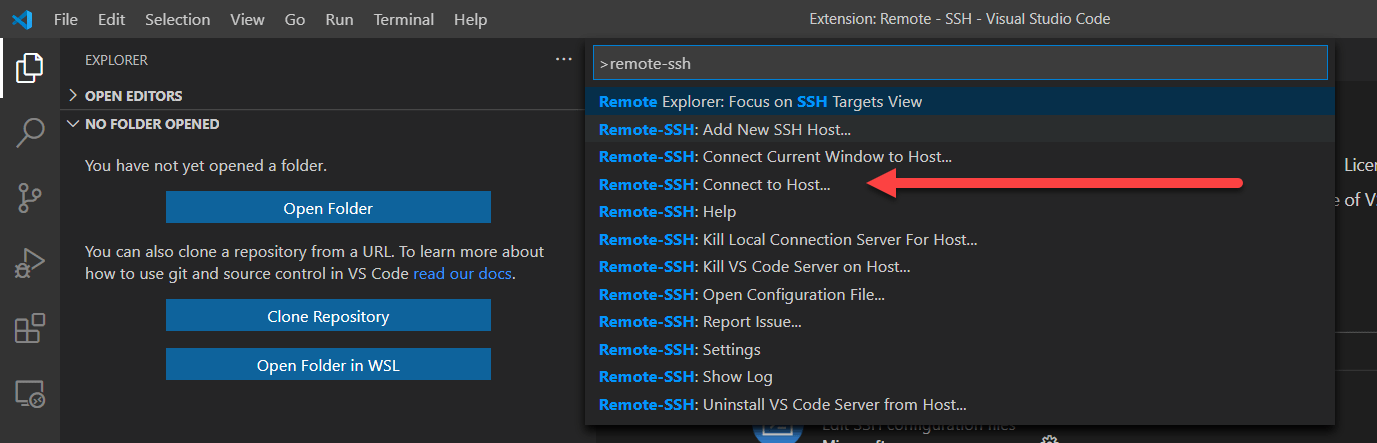 File Edit Selection View Go Run Terminal Help
Extension: Remote - SSH - Visual Studio Code
EXPLORER
OPEN EDITORS
NO FOLDER OPENED
You have not yet opened a folder.
Open Folder
You can also clone a repository from a URL. To learn more about
how to use git and source control in VS Code read our docs.
Clone Repository
Open Folder in WSL
>remote-ssh
Remote Explorer: Focus on SSH Targets View
Remote-SSH: Add New SSH Host...
Remote-SSH: Connect Current Window to Host...
Remote-SSH: Connect to Host...
Remote-SSH: Help
Remote-SSH: Kill Local Connection Server For Host...
Remote-SSH: Kill VS Code Server on Host...
Remote-SSH: Open Configuration File...
Remote-SSH: Report Issue...
Remote-SSH: Settings
Remote-SSH: Show Log
Remote-SSH: Uninstall VS Code Server from Host...
Edit SSH configuration files
Microsoft
of V